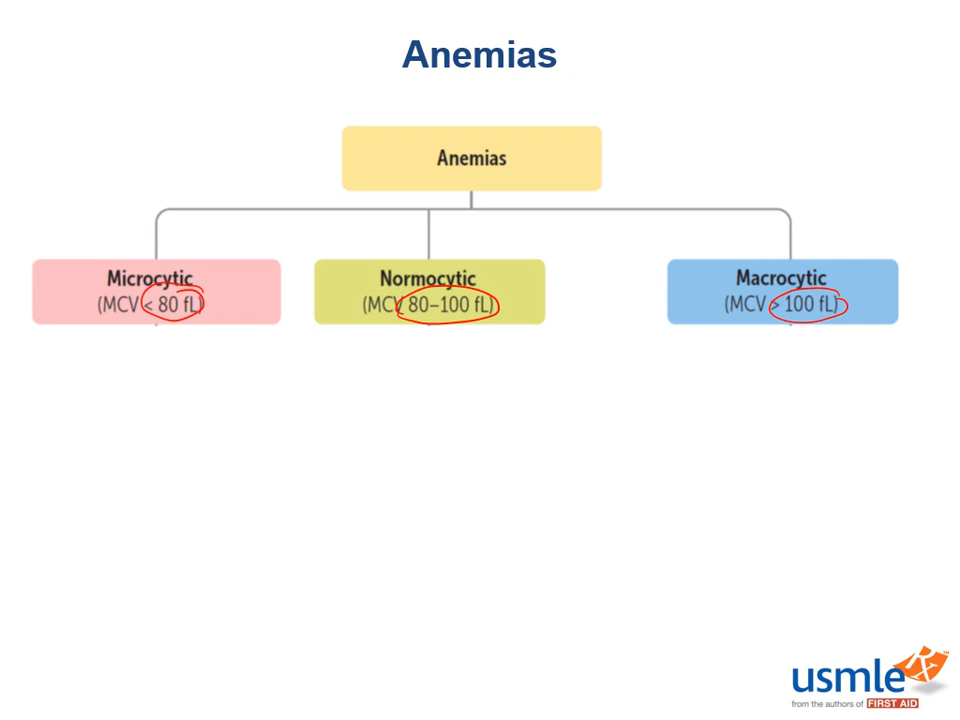 Anemias
Anemias
Microcytic
(MCV < 80 fL)
Normocytic
(MCV 80–100 fL)
Macrocytic
(MCV > 100 fL)
Rx™
usmle
from the authors of FIRST AID